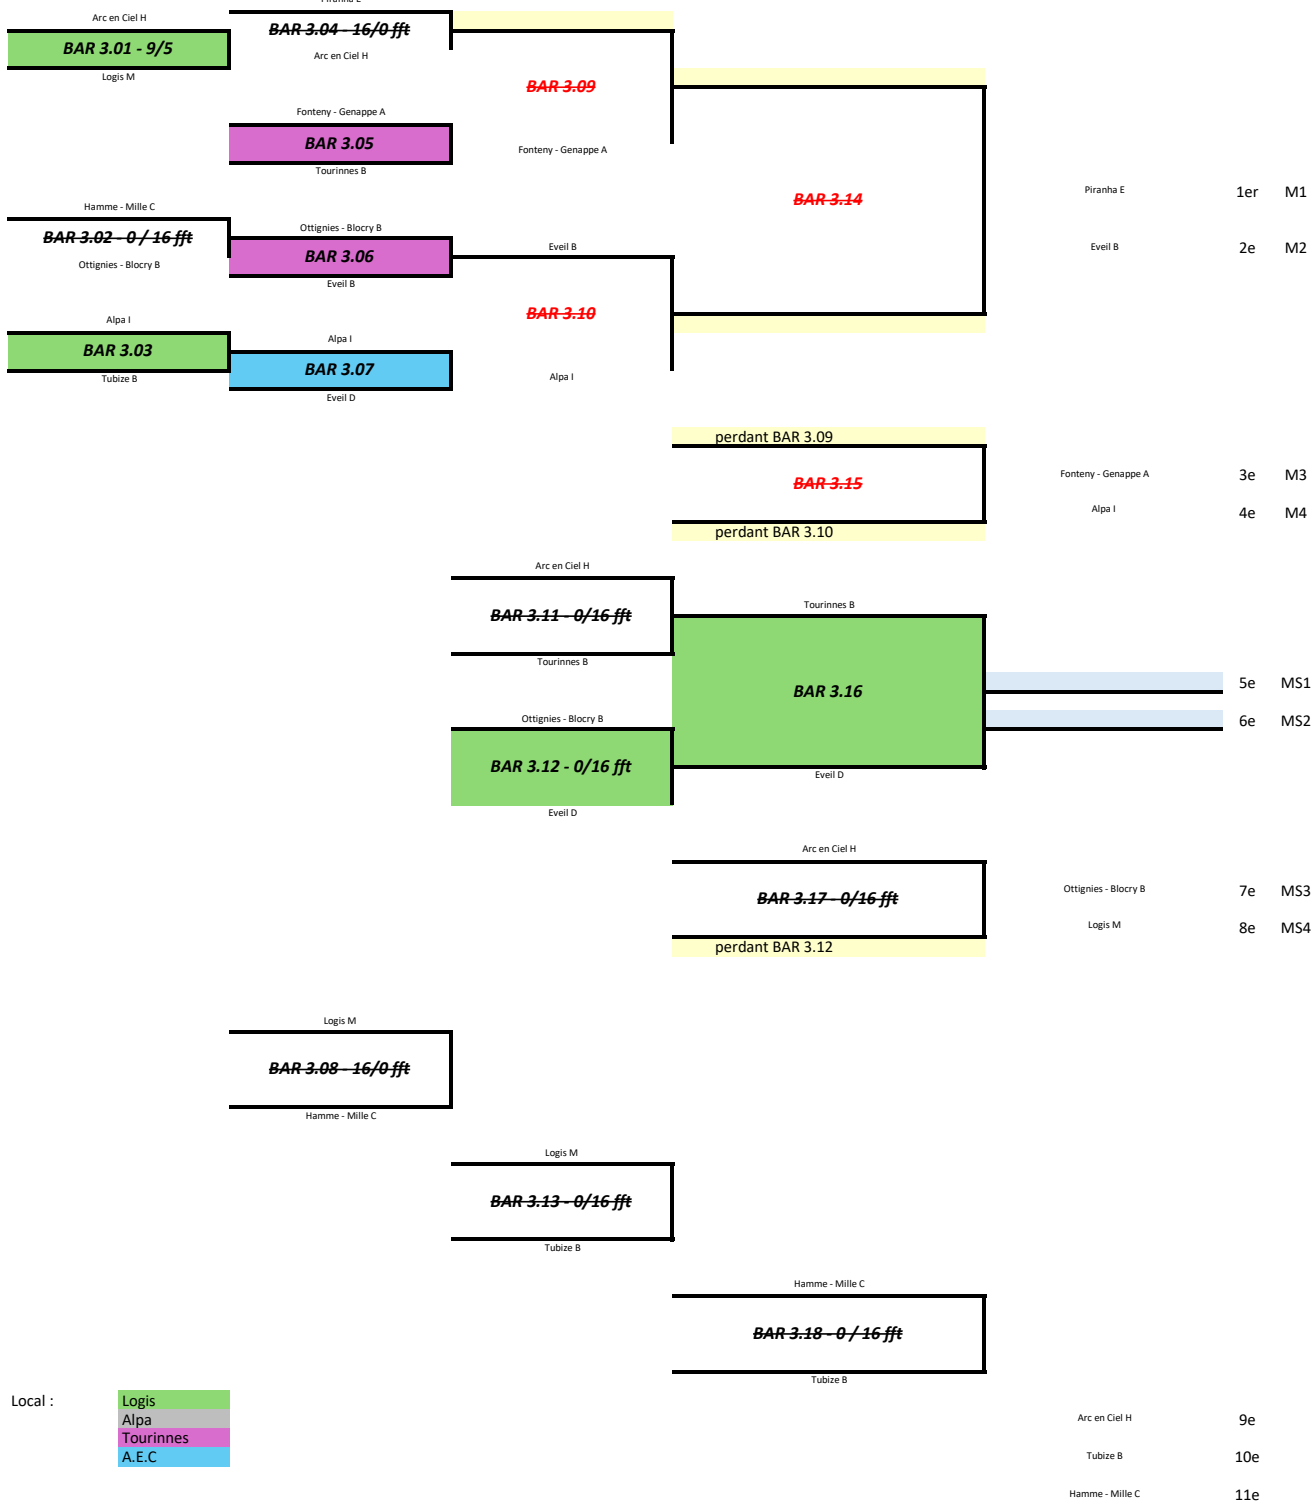 Piranha E
Arc en Ciel H
BAR 3.04 - 16/0 fft
BAR 3.01 - 9/5
Arc en Ciel H
Logis M
BAR 3.09
Fonteny - Genappe A
BAR 3.05
Fonteny - Genappe A
Tourinnes B
Piranha E
1er
M1
BAR 3.14
Hamme - Mille C
Ottignies - Blocry B
BAR 3.02 - 0 / 16 fft
Eveil B
Eveil B
2e
M2
BAR 3.06
Ottignies - Blocry B
Eveil B
BAR 3.10
Alpa I
Alpa I
BAR 3.03
BAR 3.07
Tubize B
Alpa I
Eveil D
perdant BAR 3.09
Fonteny - Genappe A
3e
M3
BAR 3.15
Alpa I
4e
M4
perdant BAR 3.10
Arc en Ciel H
Tourinnes B
BAR 3.11 - 0/16 fft
Tourinnes B
5e
MS1
BAR 3.16
Ottignies - Blocry B
6e
MS2
BAR 3.12 - 0/16 fft
Eveil D
Eveil D
Arc en Ciel H
Ottignies - Blocry B
7e
MS3
BAR 3.17 - 0/16 fft
Logis M
8e
MS4
perdant BAR 3.12
Logis M
BAR 3.08 - 16/0 fft
Hamme - Mille C
Logis M
BAR 3.13 - 0/16 fft
Tubize B
Hamme - Mille C
BAR 3.18 - 0 / 16 fft
Tubize B
Local :
Logis
Alpa
Tourinnes
A.E.C
Arc en Ciel H
9e
Tubize B
10e
Hamme - Mille C
11e